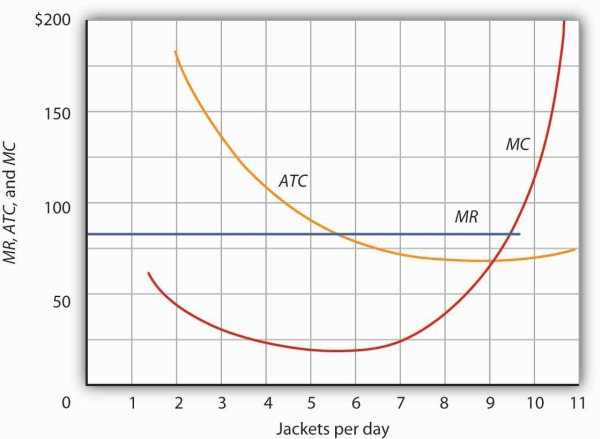 $200
150
100
50
0
MR, ATC, and MC
ATC
MC
MR
1 2 3 4 5 6 7 8 9 10 11
Jackets per day